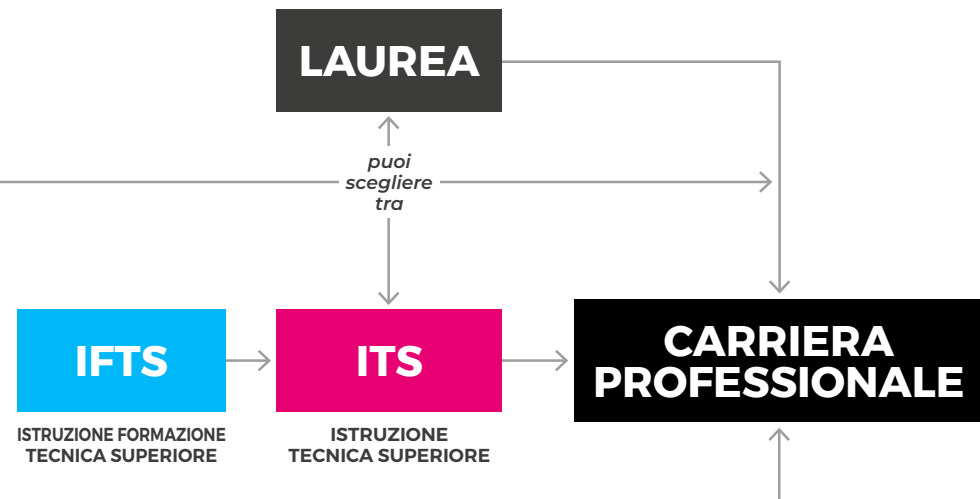 LAUREA
puoi
scegliere
tra
IFTS
ITS
CARRIERA
PROFESSIONALE
ISTRUZIONE FORMAZIONE
TECNICA SUPERIORE
ISTRUZIONE
TECNICA SUPERIORE